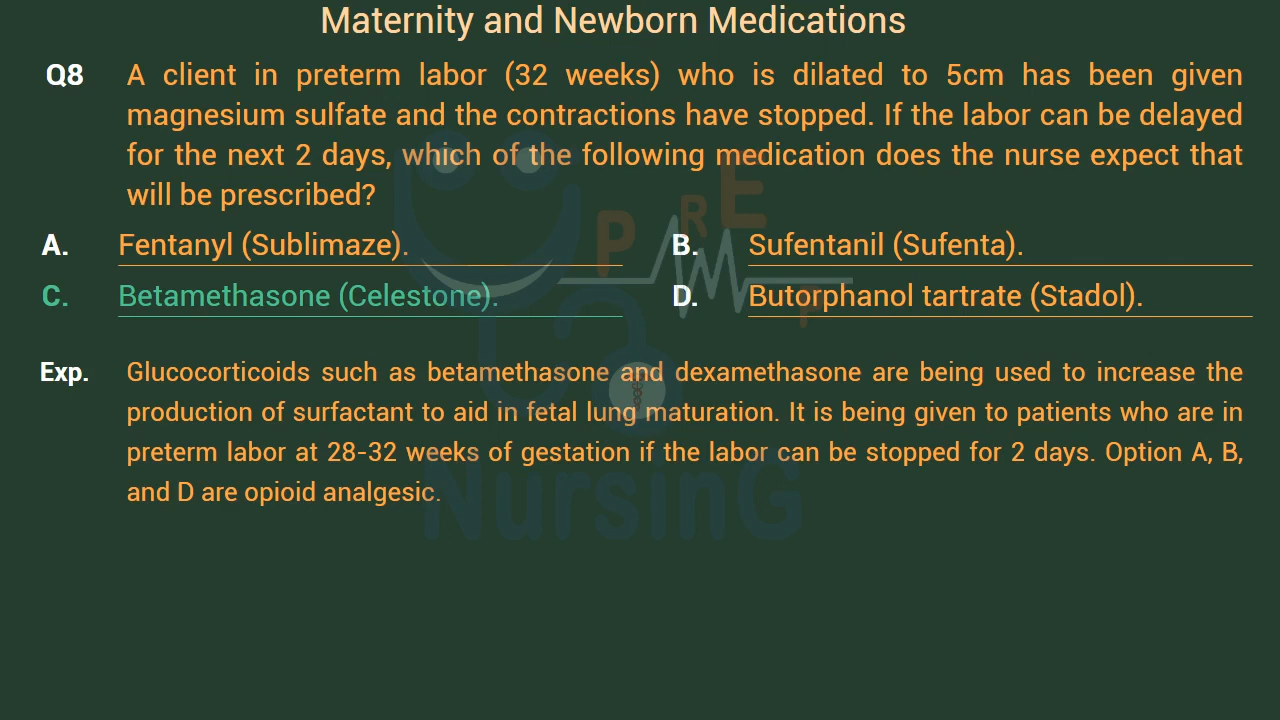 Maternity and Newborn Medications
Q8 A client in preterm labor (32 weeks) who is dilated to 5cm has been given
magnesium sulfate and the contractions have stopped. If the labor can be delayed
for the next 2 days, which of the following medication does the nurse expect that
will be prescribed?
A. Fentanyl (Sublimaze). B. Sufentanil (Sufenta).
C. Betamethasone (Celestone). D. Butorphanol tartrate (Stadol).
Exp. Glucocorticoids such as betamethasone and dexamethasone are being used to increase the
production of surfactant to aid in fetal lung maturation. It is being given to patients who are in
preterm labor at 28-32 weeks of gestation if the labor can be stopped for 2 days. Option A, B,
and D are opioid analgesic.
PREP
NursinG